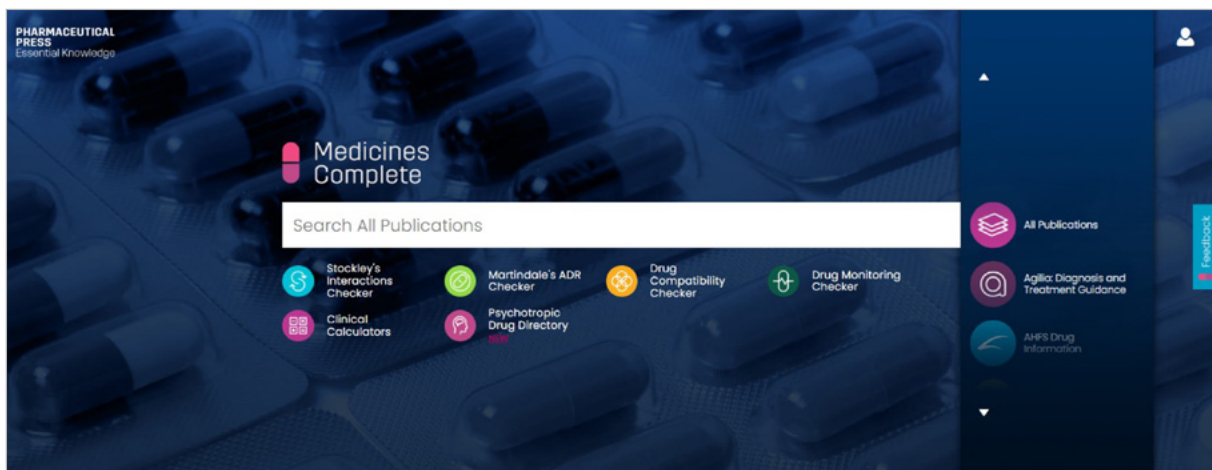 PHARMACEUTICAL
PRESS
Essential Knowledge
Medicines
Complete
Search All Publications
Stockley's
Interactions
Checker
Martindale's ADR
Checker
Drug
Compatibility
Checker
Drug Monitoring
Checker
Clinical
Calculators
Psychotropic
Drug Directory
NEW
All Publications
Agilia: Diagnosis and
Treatment Guidance
AHFS Drug
Information
Feedback